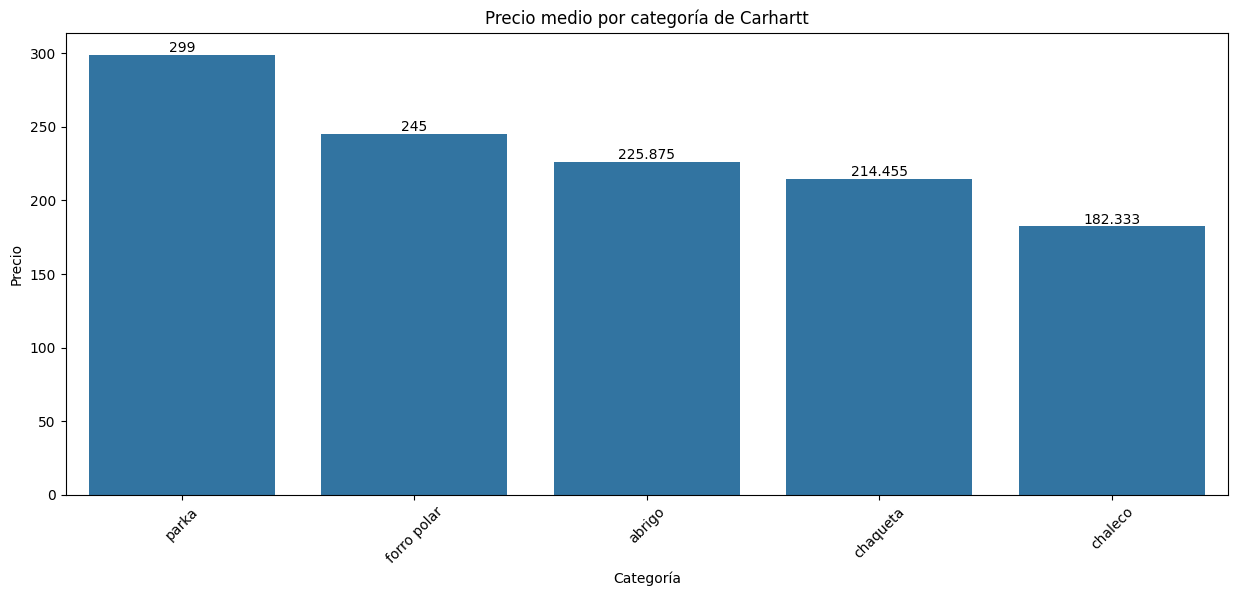 Precio medio por categoría de Carhartt
Precio
300
250
200
150
100
50
0
299
245
225.875
214.455
182.333
parka
forro polar
abrigo
chaqueta
chaleco
Categoría